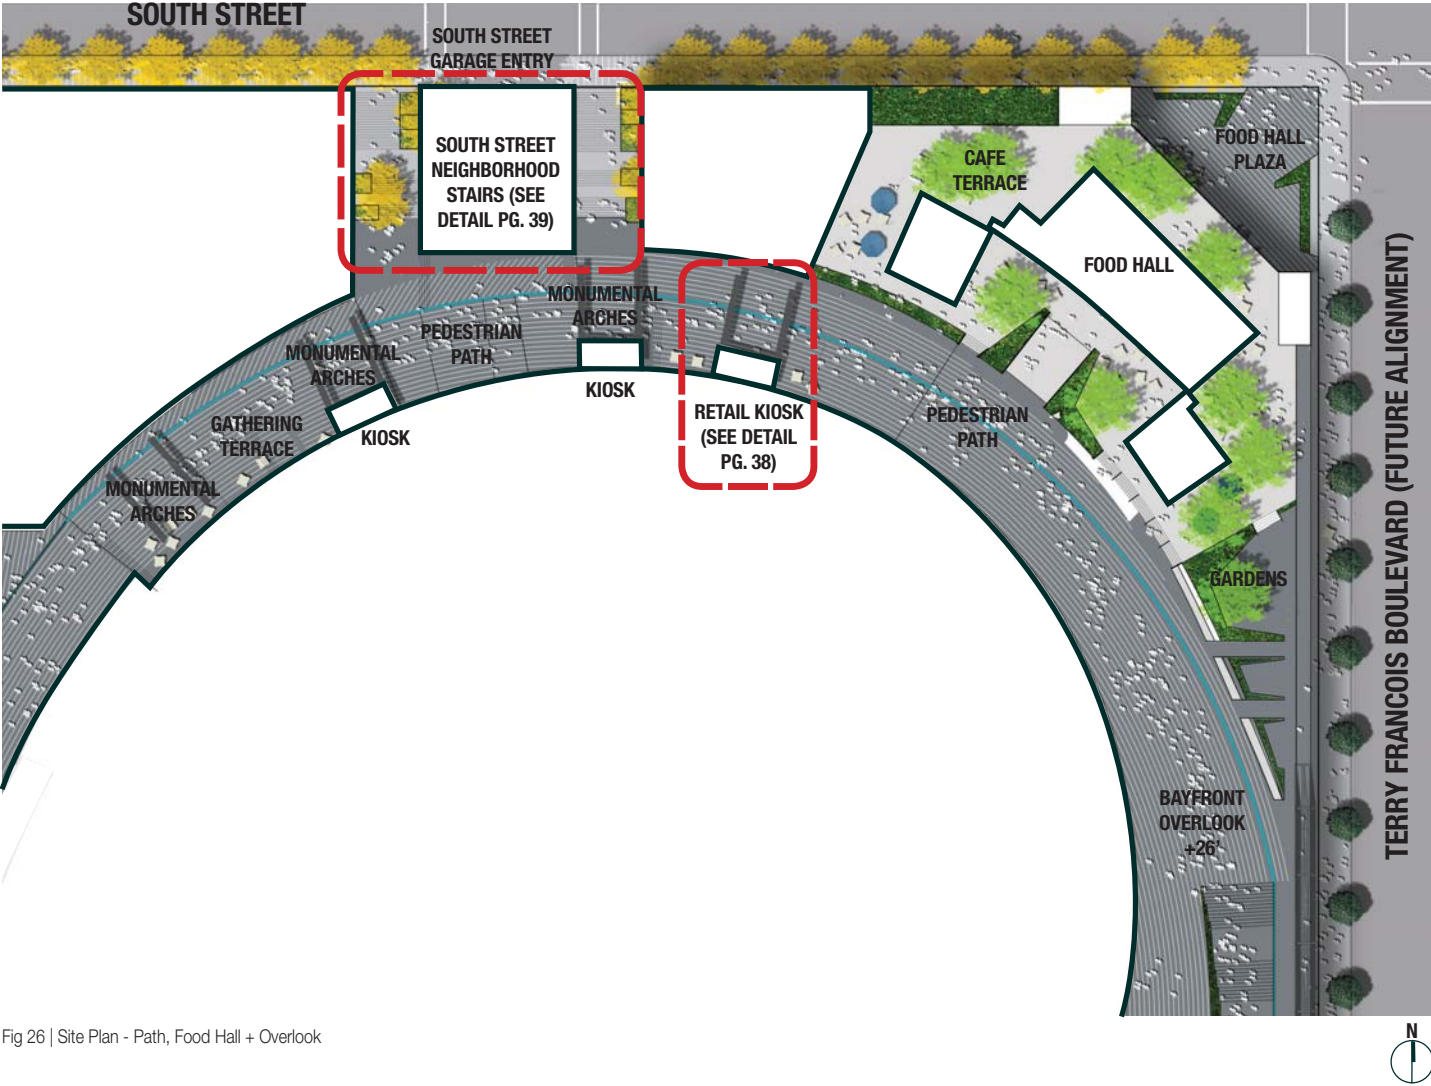 SOUTH STREET
SOUTH STREET
GARAGE ENTRY
SOUTH STREET
NEIGHBORHOOD
STAIRS (SEE
DETAIL PG. 39)
CAFE
TERRACE
FOOD HALL
PLAZA
FOOD HALL
MONUMENTAL
ARCHES
PEDESTRIAN
PATH
MONUMENTAL
ARCHES
KIOSK
GATHERING
TERRACE
KIOSK
RETAIL KIOSK
(SEE DETAIL
PG. 38)
PEDESTRIAN
PATH
MONUMENTAL
ARCHES
GARDENS
TERRY FRANCOIS BOULEVARD (FUTURE ALIGNMENT)
BAYFRONT
OVERLOOK
+26'
Fig 26 | Site Plan - Path, Food Hall + Overlook
N